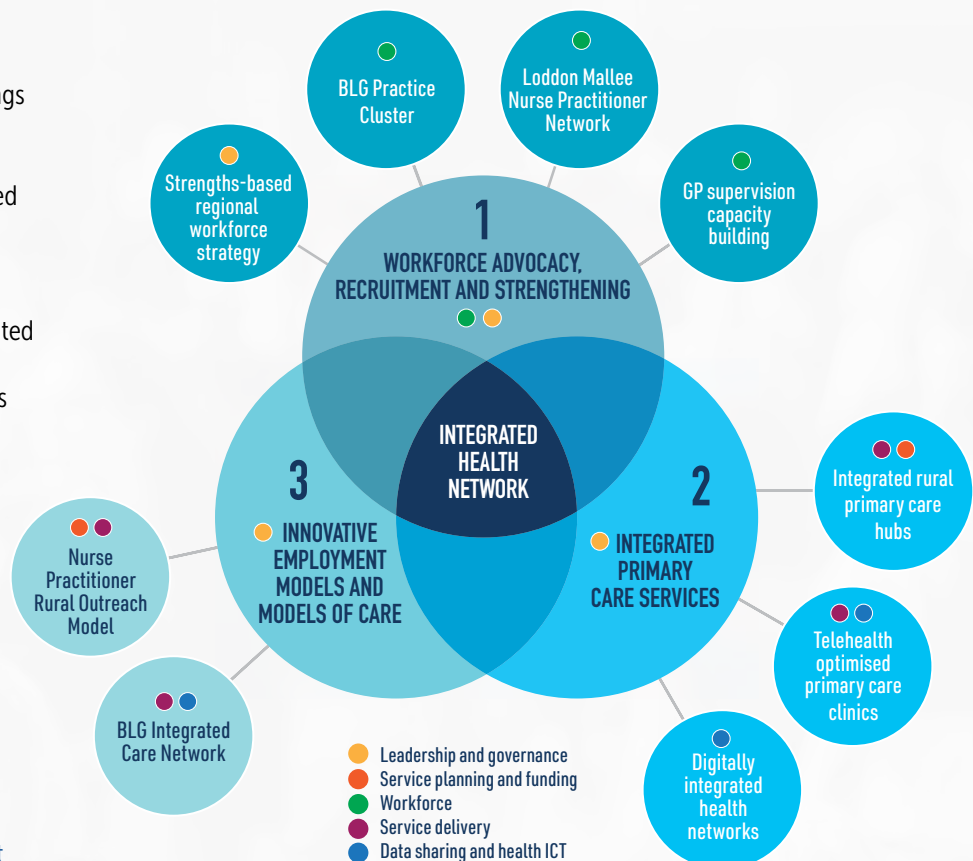 BLG Practice
Cluster
Loddon Mallee
Nurse Practitioner
Network
Strengths-based
regional
workforce
strategy
GP supervision
capacity
building
1
WORKFORCE ADVOCACY,
RECRUITMENT AND STRENGTHENING
INTEGRATED
HEALTH
NETWORK
3
INNOVATIVE
EMPLOYMENT
MODELS AND
MODELS OF CARE
2
INTEGRATED
PRIMARY
CARE SERVICES
Integrated rural
primary care
hubs
Nurse
Practitioner
Rural Outreach
Model
Telehealth
optimised
primary care
clinics
BLG Integrated
Care Network
Digitally
integrated
health
networks
Leadership and governance
Service planning and funding
Workforce
Service delivery
Data sharing and health ICT